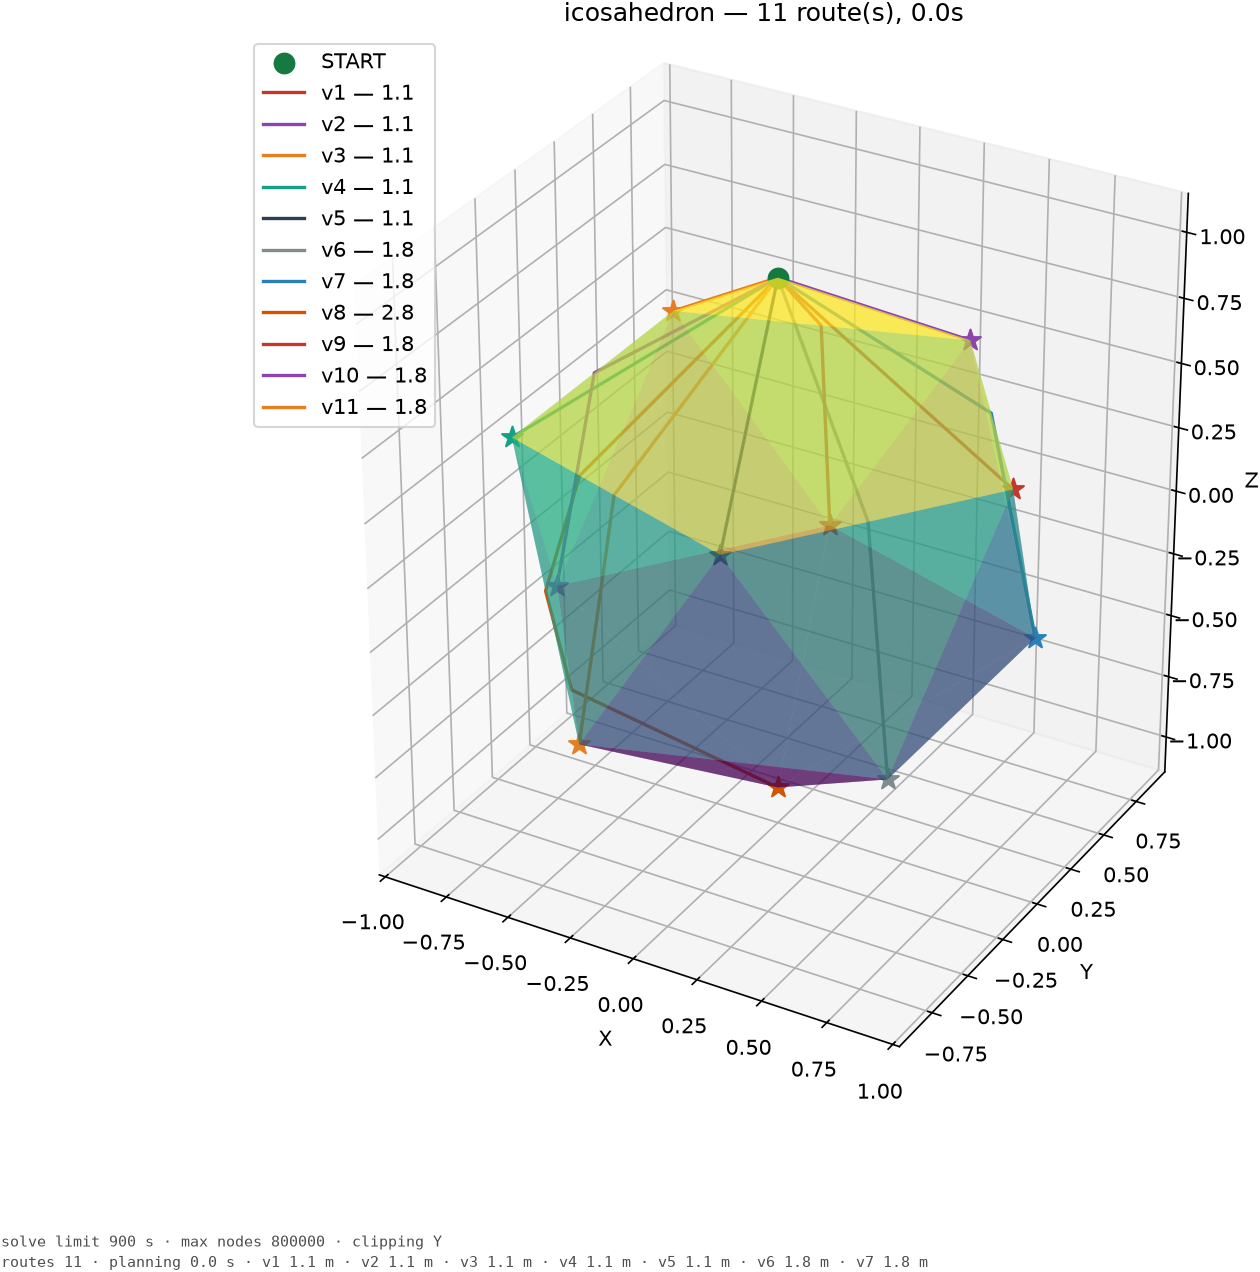 icosahedron — 11 route(s), 0.0s
START
v1 — 1.1
v2 — 1.1
v3 — 1.1
v4 — 1.1
v5 — 1.1
v6 — 1.8
v7 — 1.8
v8 — 2.8
v9 — 1.8
v10 — 1.8
v11 — 1.8
1.00
0.75
0.50
0.25
0.00
−0.25
−0.50
−0.75
−1.00
Z
0.75
0.50
0.25
0.00
−0.25
−0.50
−0.75
Y
−1.00
−0.75
−0.50
−0.25
0.00
0.25
0.50
0.75
1.00
X
solve limit 900 s · max nodes 800000 · clipping Y
routes 11 · planning 0.0 s · v1 1.1 m · v2 1.1 m · v3 1.1 m · v4 1.1 m · v5 1.1 m · v6 1.8 m · v7 1.8 m